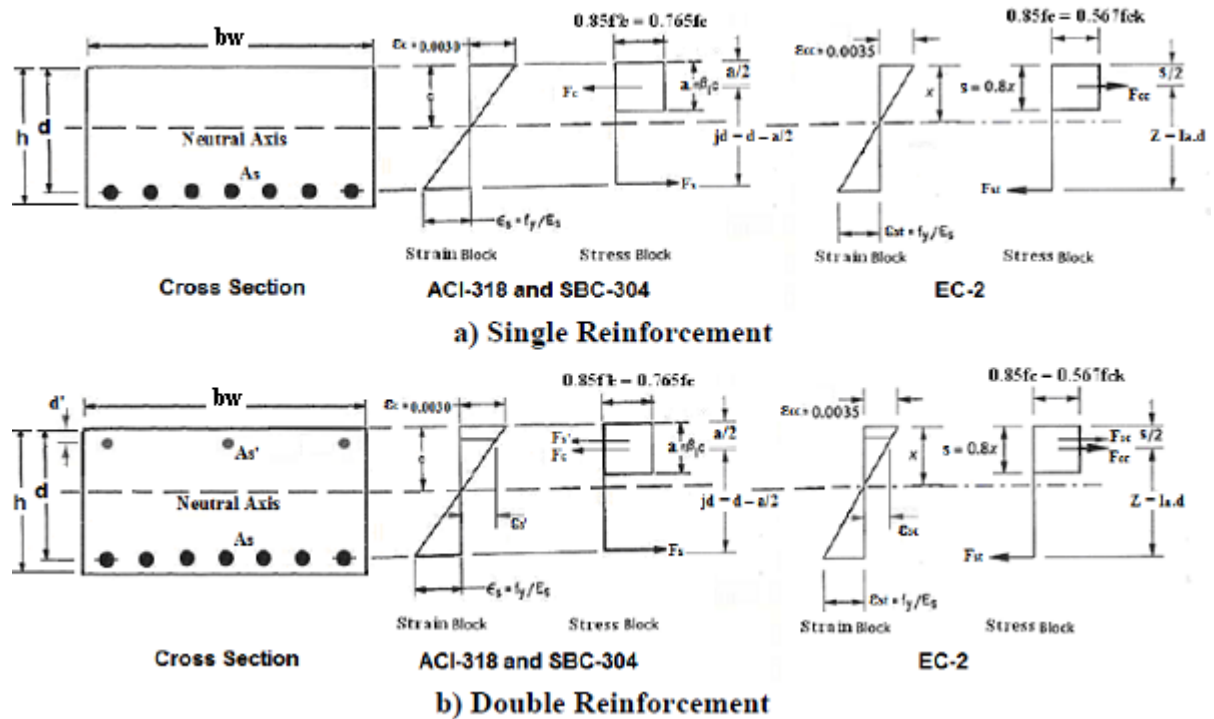 0.85f'c = 0.765fc
0.85fc = 0.567fck
bw
εc = 0.0030
εcc = 0.0035
h
d
c
a = β₁c
a/2
Fc
x
s = 0.8x
s/2
Fcc
Neutral Axis
As
jd = d – a/2
Z = la.d
Fs
Fst
ϵs = fy/Es
εst = fy/Es
Strain Block
Stress Block
Strain Block
Stress Block
Cross Section
ACI-318 and SBC-304
EC-2
a) Single Reinforcement
0.85f'c – 0.765fc
0.85fc – 0.567fck
d'
bw
εc = 0.0030
εcc = 0.0035
h
d
As'
c
Fs'
Fc
a = β₁c
a/2
x
s = 0.8x
Fsc
Fcc
s/2
Neutral Axis
As
εs'
jd = d – a/2
εsc
Z = la.d
Fs
Fst
ϵs = fy/Es
εst = fy/Es
Strain Block
Stress Block
Strain Block
Stress Block
Cross Section
ACI-318 and SBC-304
EC-2
b) Double Reinforcement